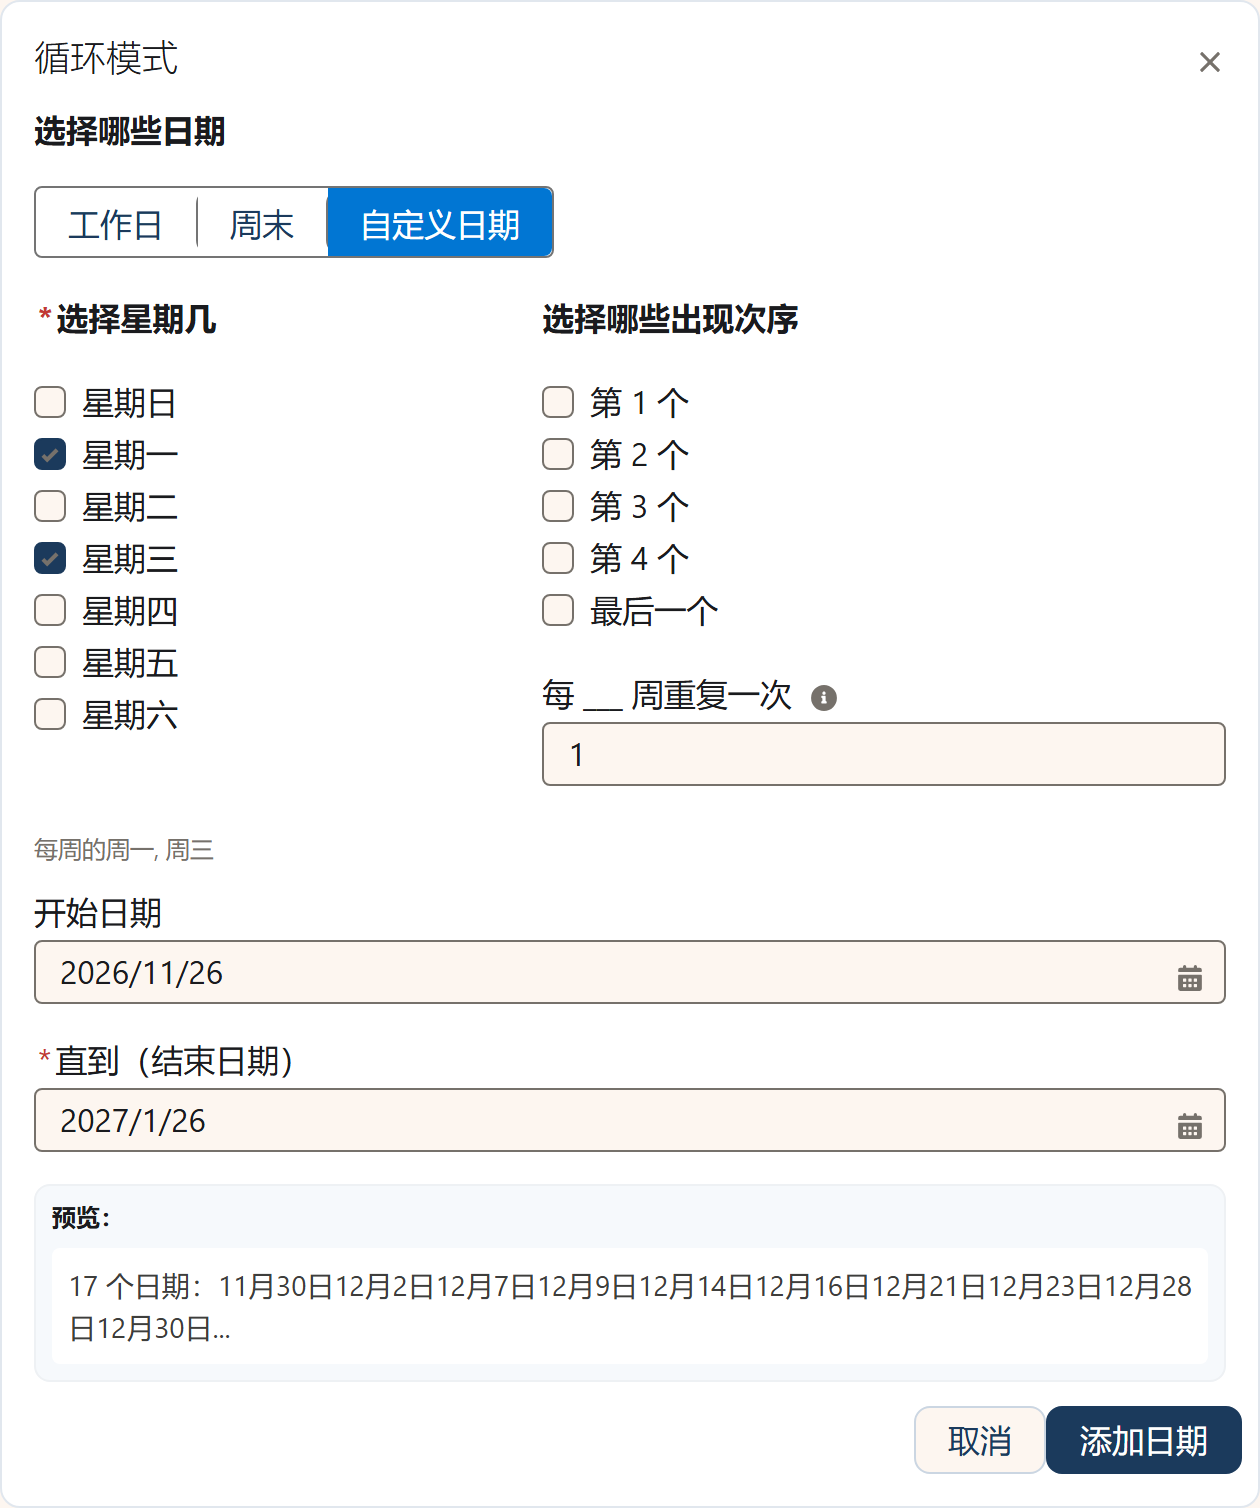 循环模式
选择哪些日期
工作日 周末 自定义日期
*选择星期几
星期日
星期一
星期二
星期三
星期四
星期五
星期六
选择哪些出现次序
第 1 个
第 2 个
第 3 个
第 4 个
最后一个
每 ___ 周重复一次
1
每周的周一, 周三
开始日期
2026/11/26
*直到（结束日期）
2027/1/26
预览：
17 个日期：11月30日12月2日12月7日12月9日12月14日12月16日12月21日12月23日12月28
日12月30日...
取消 添加日期